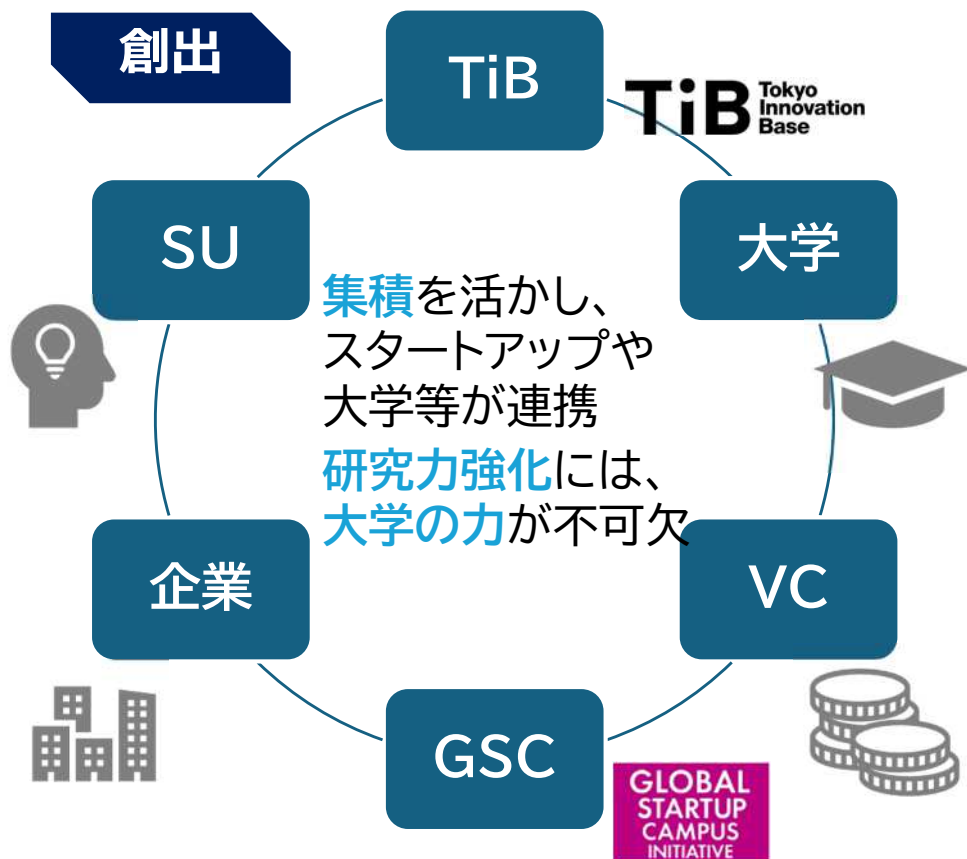 創出
TiB
TiB Tokyo
Innovation
Base
SU
大学
集積を活かし、
スタートアップや
大学等が連携
研究力強化には、
大学の力が不可欠
企業
VC
GSC
GLOBAL
STARTUP
CAMPUS
INITIATIVE